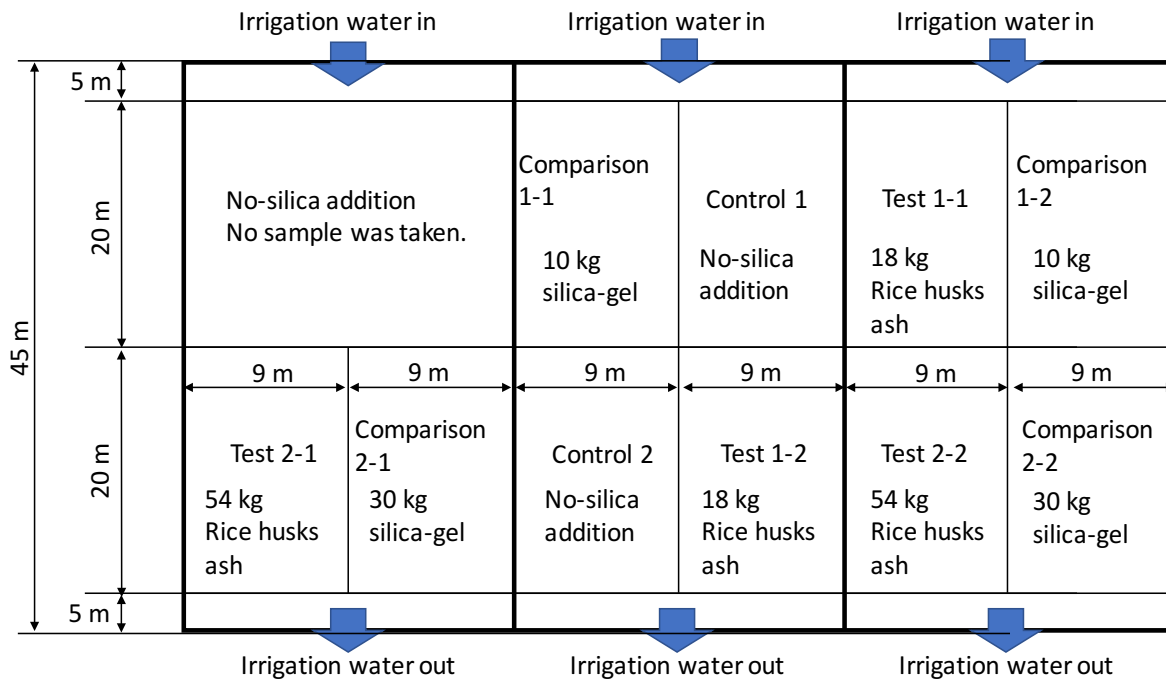 Irrigation water in
Irrigation water in
Irrigation water in
5 m
20 m
45 m
20 m
5 m
No-silica addition
No sample was taken.
Comparison
1-1
10 kg
silica-gel
Control 1
No-silica
addition
Test 1-1
18 kg
Rice husks
ash
Comparison
1-2
10 kg
silica-gel
9 m
9 m
9 m
9 m
9 m
9 m
Test 2-1
54 kg
Rice husks
ash
Comparison
2-1
30 kg
silica-gel
Control 2
No-silica
addition
Test 1-2
18 kg
Rice husks
ash
Test 2-2
54 kg
Rice husks
ash
Comparison
2-2
30 kg
silica-gel
Irrigation water out
Irrigation water out
Irrigation water out